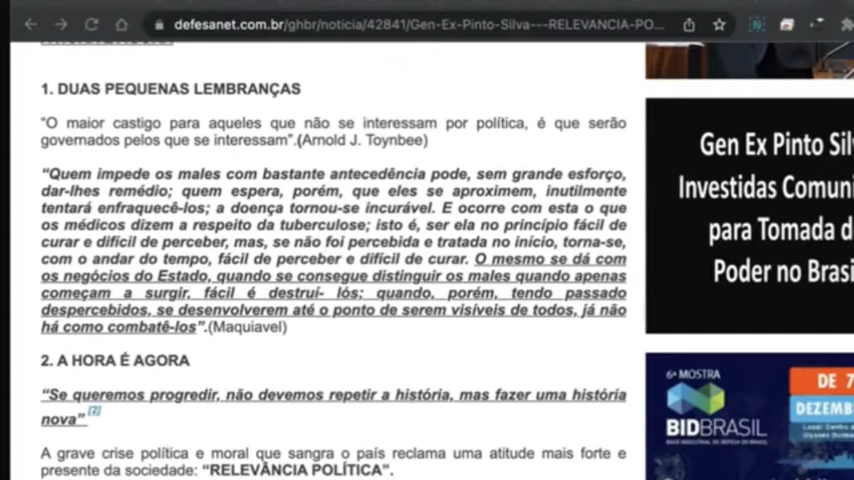 defesanet.com.br/ghbr/noticia/42841/Gen-Ex-Pinto-Silva---RELEVANCIA-PO...
1. DUAS PEQUENAS LEMBRANÇAS
"O maior castigo para aqueles que não se interessam por política, é que serão
governados pelos que se interessam".(Arnold J. Toynbee)
"Quem impede os males com bastante antecedência pode, sem grande esforço,
dar-lhes remédio; quem espera, porém, que eles se aproximem, inutilmente
tentará enfraquecê-los; a doença tornou-se incurável. E ocorre com esta o que
os médicos dizem a respeito da tuberculose; isto é, ser ela no princípio fácil de
curar e difícil de perceber, mas, se não foi percebida e tratada no início, torna-se,
com o andar do tempo, fácil de perceber e difícil de curar. O mesmo se dá com
os negócios do Estado, quando se consegue distinguir os males quando apenas
começam a surgir, fácil é destruí- lós; quando, porém, tendo passado
despercebidos, se desenvolverem até o ponto de serem visíveis de todos, já não
há como combatê-los".(Maquiavel)
2. A HORA É AGORA
"Se queremos progredir, não devemos repetir a história, mas fazer uma história
nova" [2]
A grave crise política e moral que sangra o país reclama uma atitude mais forte e
presente da sociedade: "RELEVÂNCIA POLÍTICA".
Gen Ex Pinto Sil
Investidas Comuni
para Tomada d
Poder no Brasi
6ª MOSTRA
BIDBRASIL
BASE INDUSTRIAL DE DEFESA DO BRASIL
DE 7
DEZEMB
Local: Centro
Ulysses